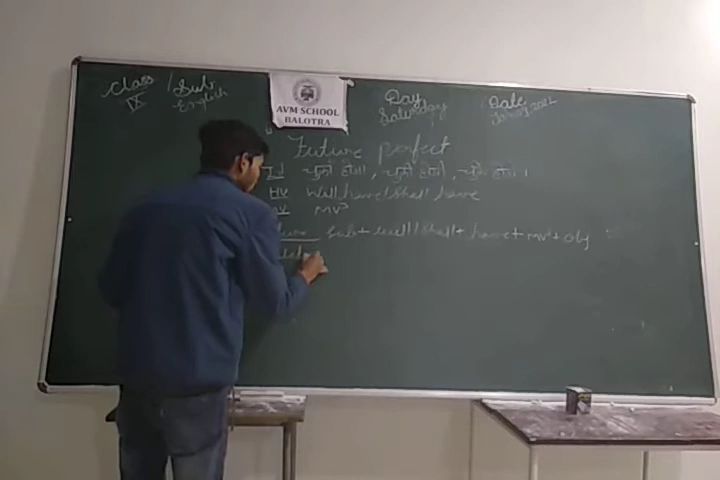 Class / Sub Day Date
IX English Saturday
AVM SCHOOL
BALOTRA
Future perfect
Id चुका होगा, चुकी होगी, चुके होंगे।
HV Will have / Shall have
MV MV³
Sub + will / Shall + have + MV³ + obj